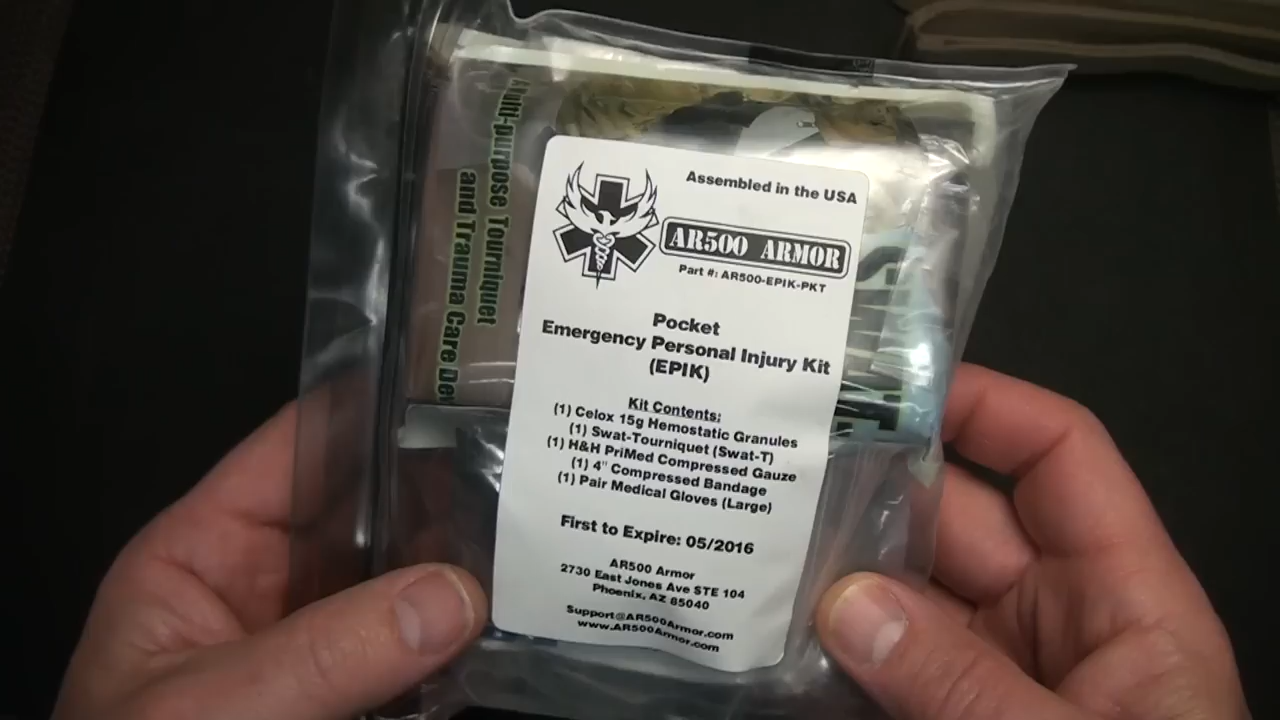 Multi-purpose Tourniquet
and Trauma Care
Assembled in the USA
AR500 ARMOR
Part #: AR500-EPIK-PKT
Pocket
Emergency Personal Injury Kit
(EPIK)
Kit Contents:
(1) Celox 15g Hemostatic Granules
(1) Swat-Tourniquet (Swat-T)
(1) H&H PriMed Compressed Gauze
(1) 4" Compressed Bandage
(1) Pair Medical Gloves (Large)
First to Expire: 05/2016
AR500 Armor
2730 East Jones Ave STE 104
Phoenix, AZ 85040
Support@AR500Armor.com
www.AR500Armor.com